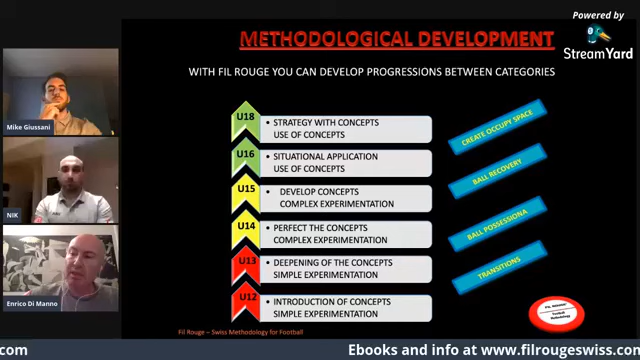 Powered by
StreamYard
METHODOLOGICAL DEVELOPMENT
WITH FIL ROUGE YOU CAN DEVELOP PROGRESSIONS BETWEEN CATEGORIES
U18
• STRATEGY WITH CONCEPTS
USE OF CONCEPTS
U16
• SITUATIONAL APPLICATION
USE OF CONCEPTS
U15
• DEVELOP CONCEPTS
COMPLEX EXPERIMENTATION
U14
• PERFECT THE CONCEPTS
COMPLEX EXPERIMENTATION
U13
• DEEPENING OF THE CONCEPTS
SIMPLE EXPERIMENTATION
U12
• INTRODUCTION OF CONCEPTS
SIMPLE EXPERIMENTATION
CREATE OCCUPY SPACE
BALL RECOVERY
BALL POSSESSIONA
TRANSITIONS
Fil Rouge – Swiss Methodology for Football
Mike Giussani
NIK
Enrico Di Manno
com
Ebooks and info at www.filrougeswiss.com